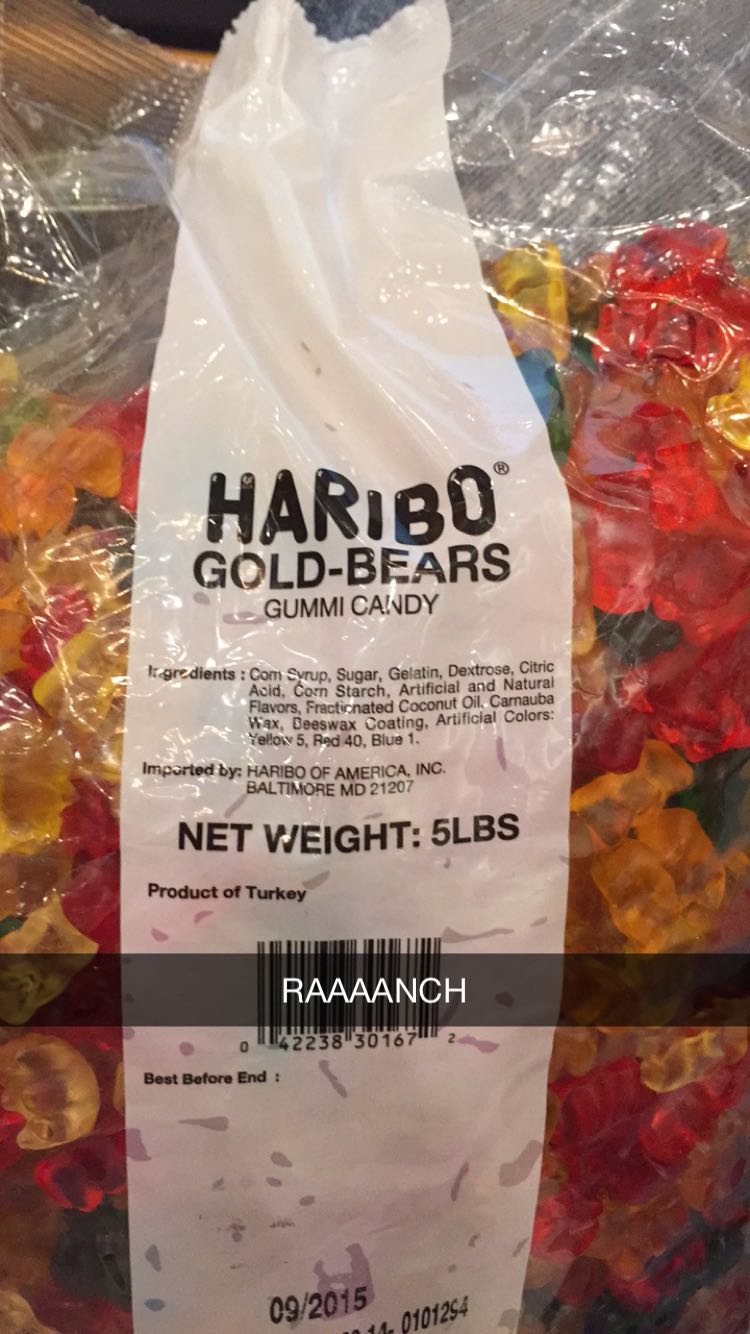 HARIBO®
GOLD-BEARS
GUMMI CANDY
Ingredients : Corn Syrup, Sugar, Gelatin, Dextrose, Citric
Acid, Corn Starch, Artificial and Natural
Flavors, Fractionated Coconut Oil, Carnauba
Wax, Beeswax Coating, Artificial Colors:
Yellow 5, Red 40, Blue 1.
Imported by: HARIBO OF AMERICA, INC.
BALTIMORE MD 21207
NET WEIGHT: 5LBS
Product of Turkey
RAAAANCH
0 42238 30167 2
Best Before End :
09/2015
14- 0101294